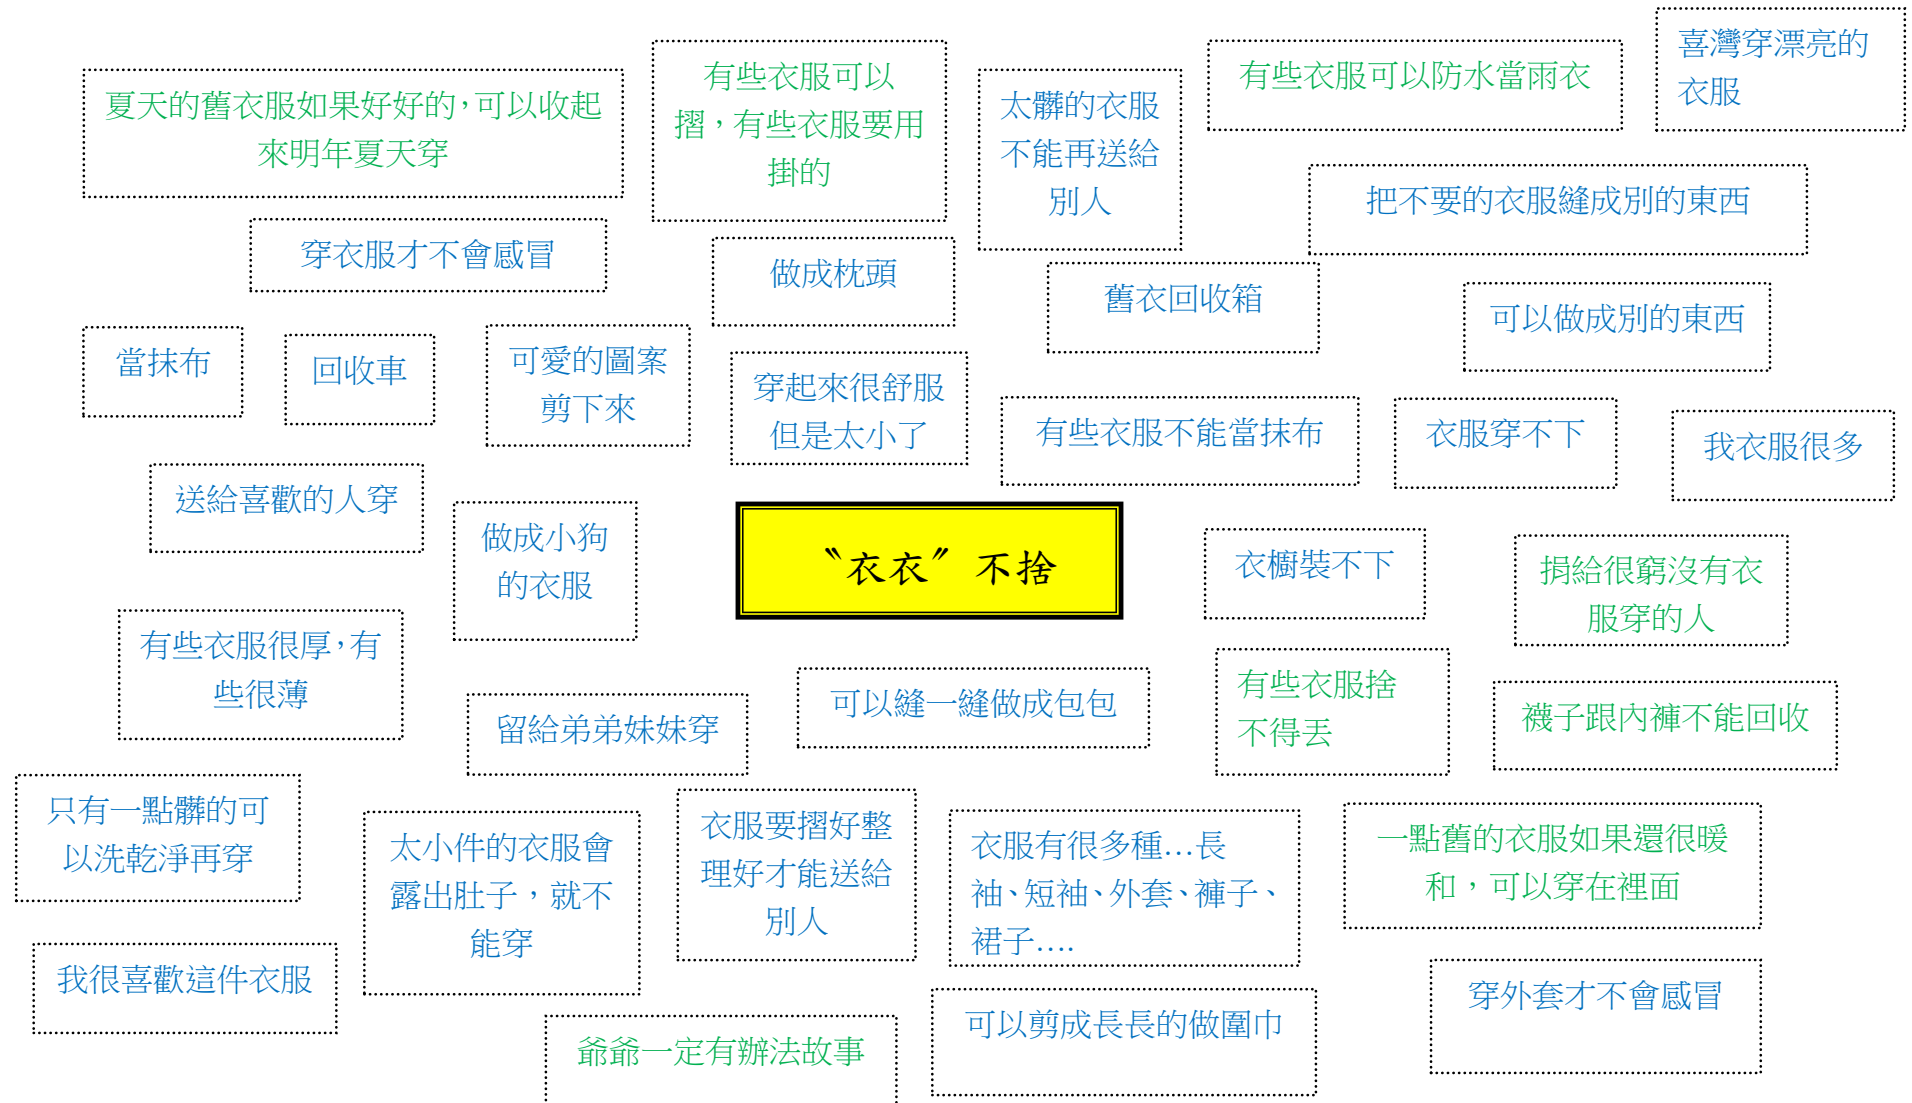 喜灣穿漂亮的
衣服
夏天的舊衣服如果好好的，可以收起
來明年夏天穿
有些衣服可以
摺，有些衣服要用
掛的
太髒的衣服
不能再送給
別人
有些衣服可以防水當雨衣
把不要的衣服縫成別的東西
穿衣服才不會感冒
做成枕頭
舊衣回收箱
可以做成別的東西
當抹布
回收車
可愛的圖案
剪下來
穿起來很舒服
但是太小了
有些衣服不能當抹布
衣服穿不下
我衣服很多
送給喜歡的人穿
做成小狗
的衣服
〝衣衣〞不捨
衣櫥裝不下
捐給很窮沒有衣
服穿的人
有些衣服很厚，有
些很薄
留給弟弟妹妹穿
可以縫一縫做成包包
有些衣服捨
不得丟
襪子跟內褲不能回收
只有一點髒的可
以洗乾淨再穿
太小件的衣服會
露出肚子，就不
能穿
衣服要摺好整
理好才能送給
別人
衣服有很多種…長
袖、短袖、外套、褲子、
裙子….
一點舊的衣服如果還很暖
和，可以穿在裡面
我很喜歡這件衣服
爺爺一定有辦法故事
可以剪成長長的做圍巾
穿外套才不會感冒